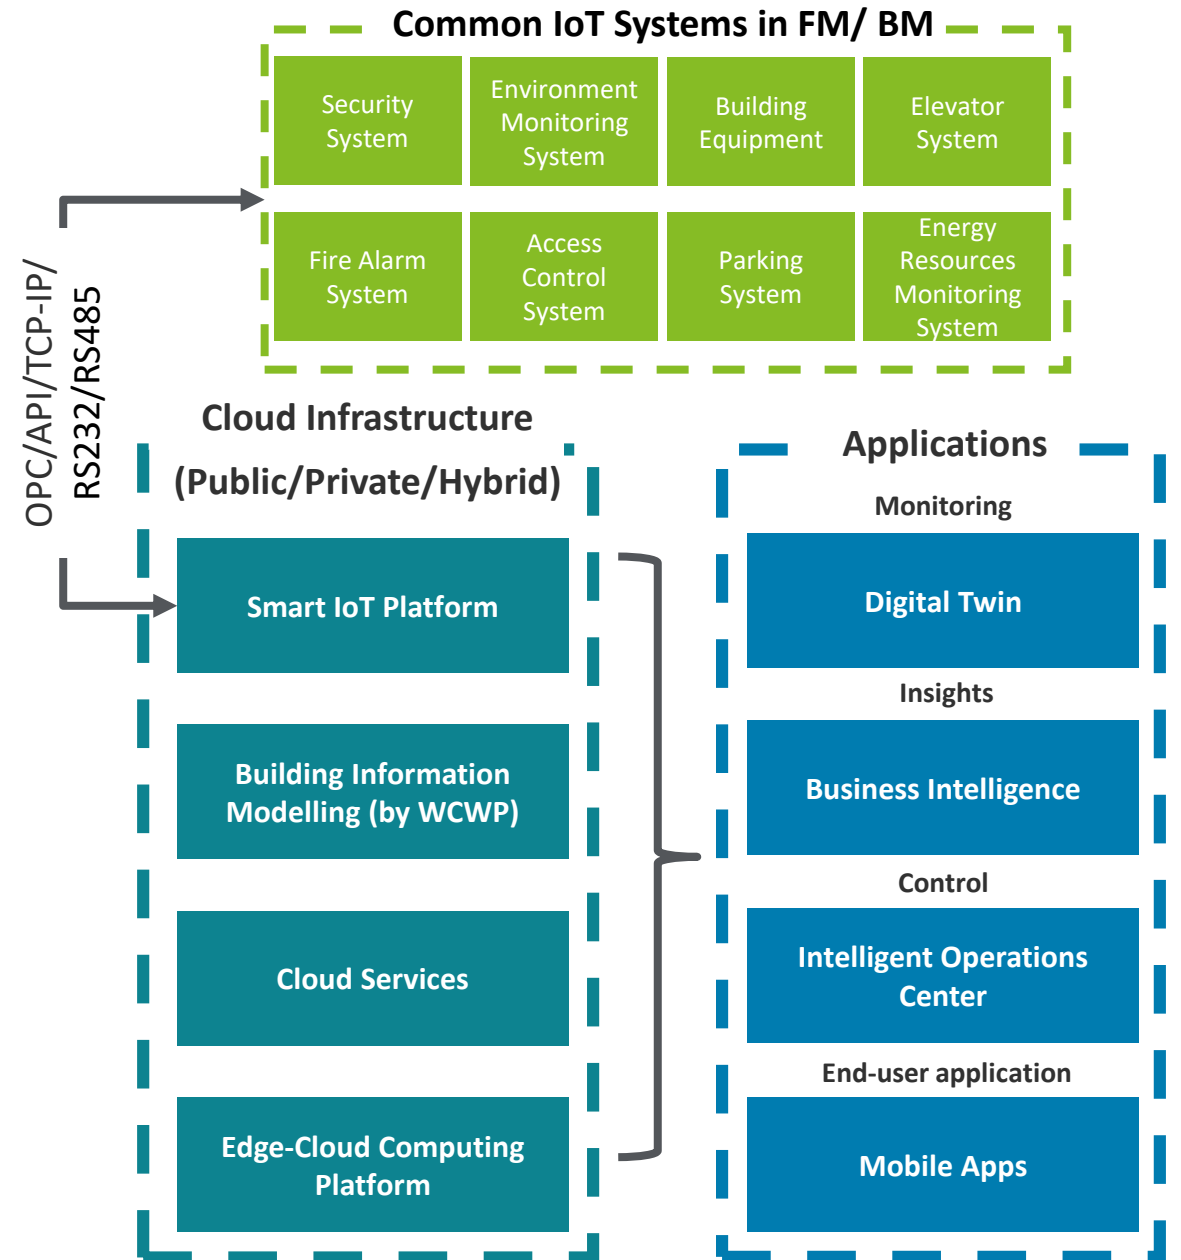 Common IoT Systems in FM/ BM
Security
System
Environment
Monitoring
System
Building
Equipment
Elevator
System
Fire Alarm
System
Access
Control
System
Parking
System
Energy
Resources
Monitoring
System
OPC/API/TCP-IP/
RS232/RS485
Cloud Infrastructure
(Public/Private/Hybrid)
Smart IoT Platform
Building Information
Modelling (by WCWP)
Cloud Services
Edge-Cloud Computing
Platform
Applications
Monitoring
Digital Twin
Insights
Business Intelligence
Control
Intelligent Operations
Center
End-user application
Mobile Apps